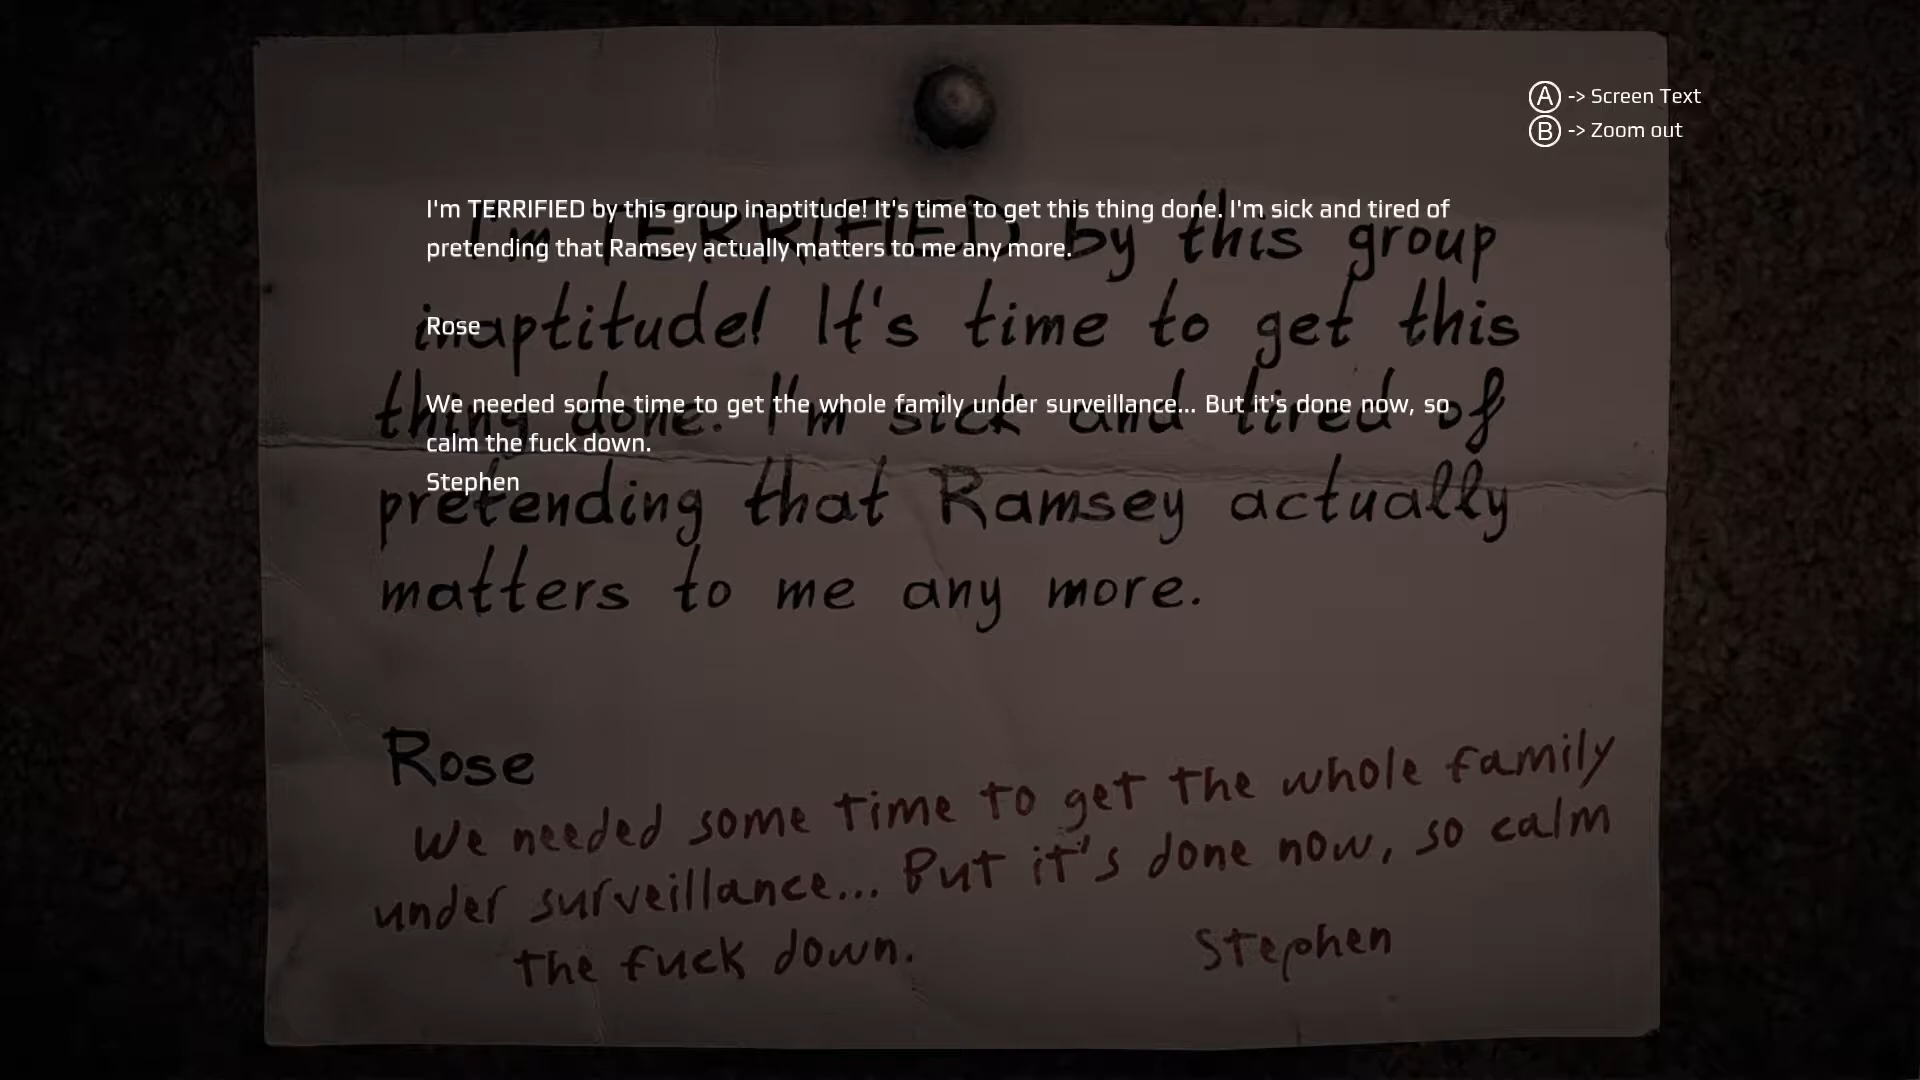 -> Screen Text
-> Zoom out
I'm TERRIFIED by this group inaptitude! It's time to get this thing done. I'm sick and tired of
pretending that Ramsey actually matters to me any more.
Rose
We needed some time to get the whole family under surveillance... But it's done now, so
calm the fuck down.
Stephen
I'm TERRIFIED by this group
inaptitude! It's time to get this
thing done. I'm sick and tired of
pretending that Ramsey actually
matters to me any more.
Rose
We needed some time to get the whole family
under surveillance... But it's done now, so calm
the fuck down.
Stephen